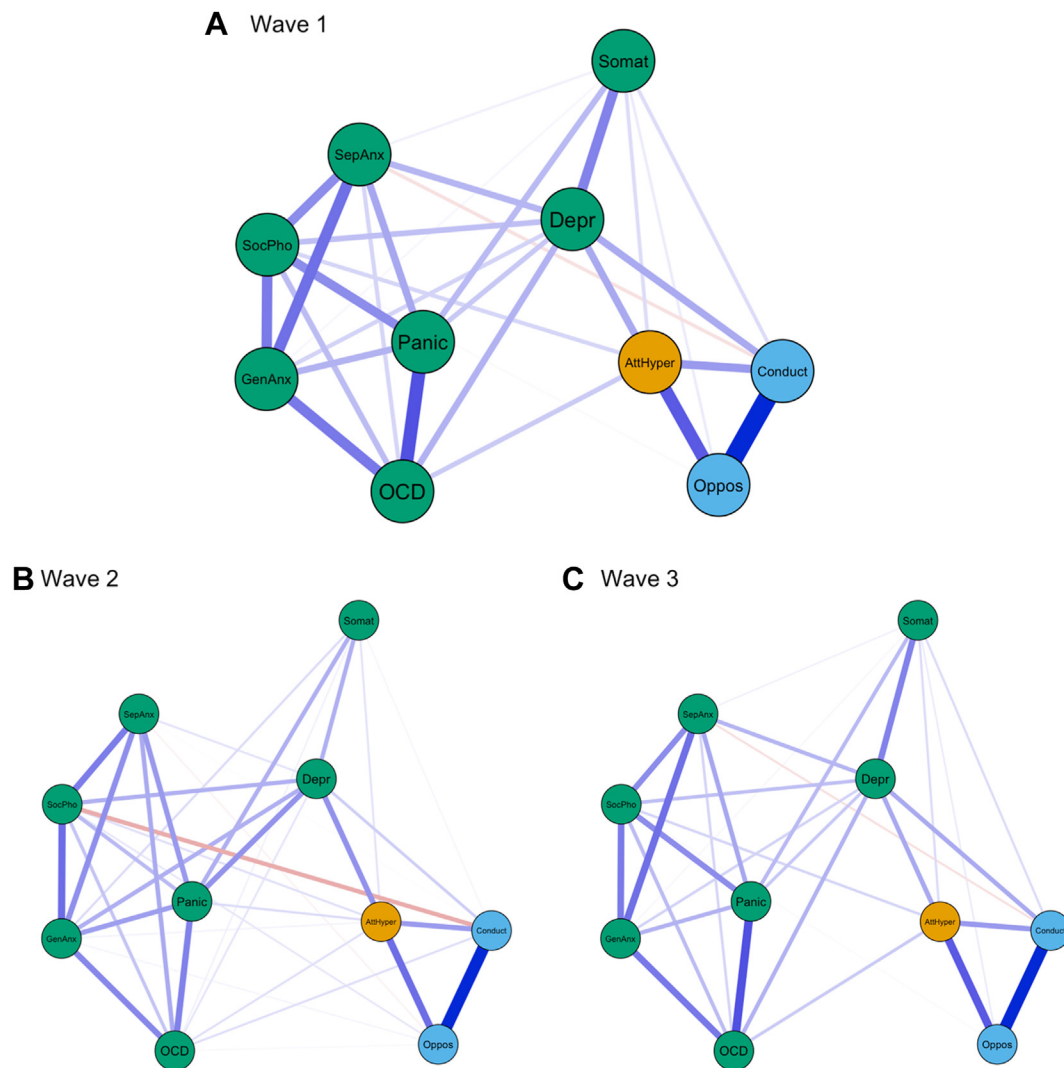 A Wave 1
Somat
SepAnx
Depr
SocPho
Panic
AttHyper
Conduct
GenAnx
Oppos
OCD
B Wave 2
Somat
SepAnx
Depr
SocPho
Panic
AttHyper
Conduct
GenAnx
Oppos
OCD
C Wave 3
Somat
SepAnx
Depr
SocPho
Panic
AttHyper
Conduct
GenAnx
Oppos
OCD